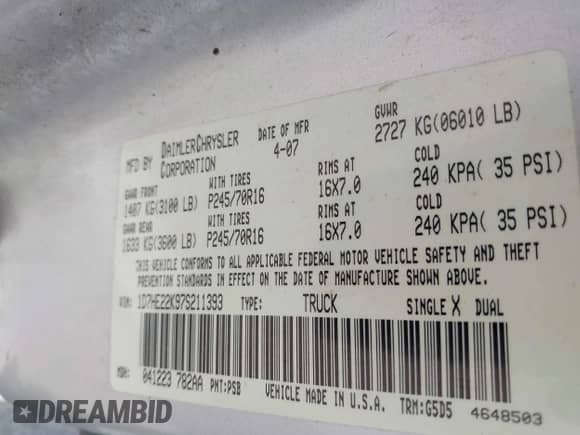 MFD BY DAIMLERCHRYSLER CORPORATION
DATE OF MFR 4-07
GVWR 2727 KG(06010 LB)
GAWR FRONT WITH TIRES RIMS AT COLD
1407 KG(3100 LB) P245/70R16 16X7.0 240 KPA( 35 PSI)
GAWR REAR WITH TIRES RIMS AT COLD
1633 KG(3600 LB) P245/70R16 16X7.0 240 KPA( 35 PSI)
THIS VEHICLE CONFORMS TO ALL APPLICABLE FEDERAL MOTOR VEHICLE SAFETY AND THEFT
PREVENTION STANDARDS IN EFFECT ON THE DATE OF MANUFACTURE SHOWN ABOVE.
VIN: 1D7HE22K97S211393 TYPE: TRUCK SINGLE X DUAL
MDH: 041223 782AA PNT:PSB VEHICLE MADE IN U.S.A. TRM:G5D5 4648503
DREAMBID